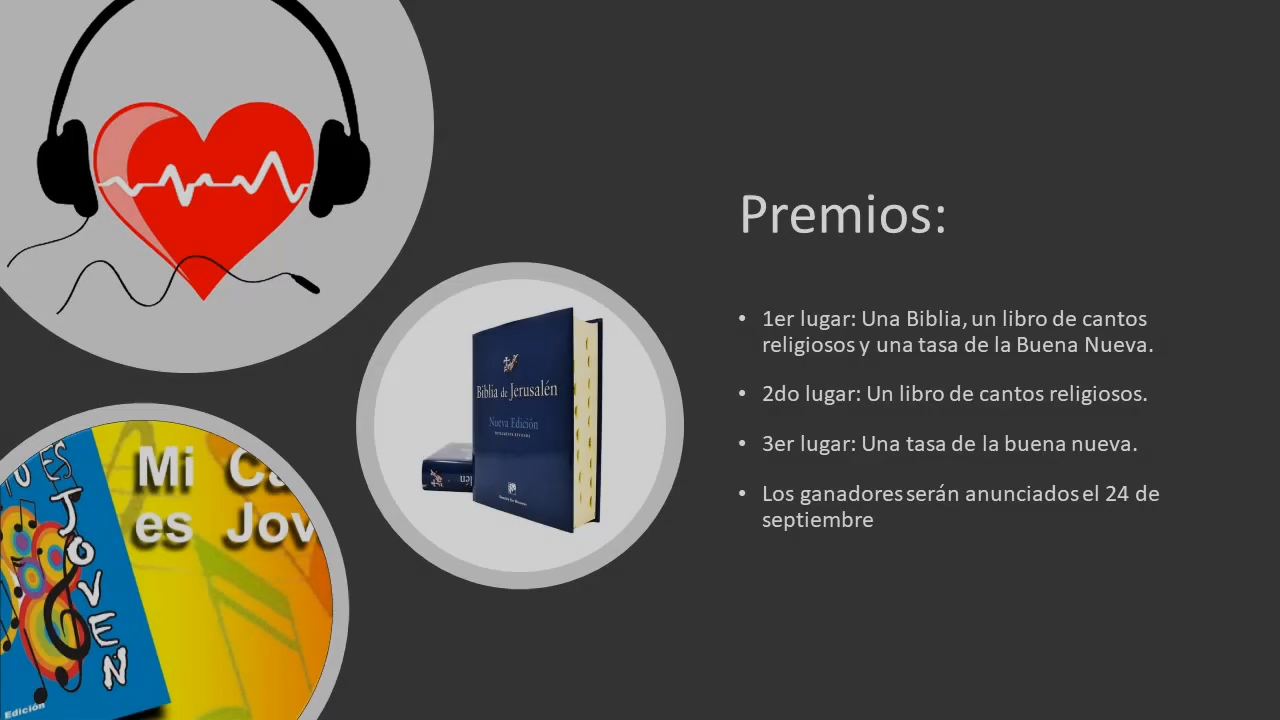 Premios:
• 1er lugar: Una Biblia, un libro de cantos
religiosos y una tasa de la Buena Nueva.
• 2do lugar: Un libro de cantos religiosos.
• 3er lugar: Una tasa de la buena nueva.
• Los ganadores serán anunciados el 24 de
septiembre
Biblia de Jerusalén
Nueva Edición
Mi
es Jov
ES
JOVEN
Edición